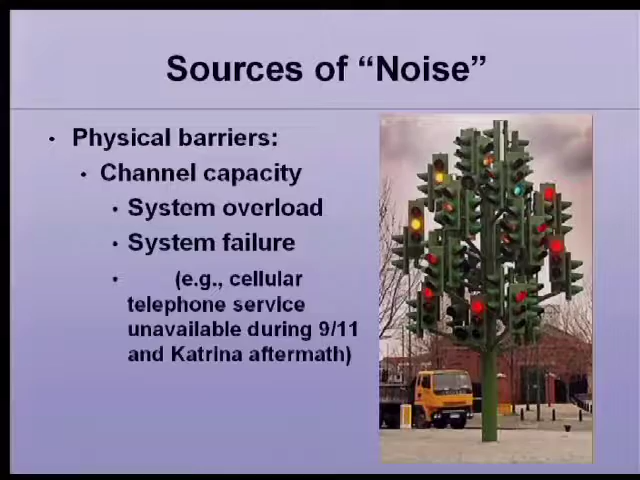 Sources of “Noise”
• Physical barriers:
• Channel capacity
• System overload
• System failure
• (e.g., cellular
telephone service
unavailable during 9/11
and Katrina aftermath)